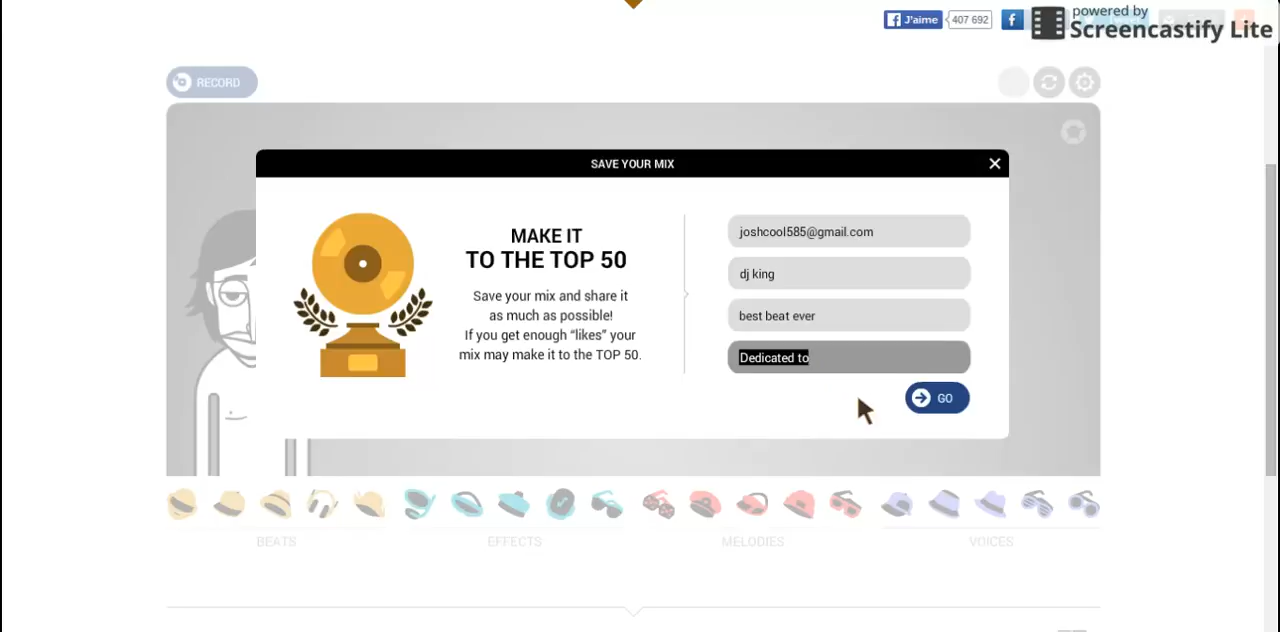 powered by
Screencastify Lite
J'aime
407 692
RECORD
SAVE YOUR MIX
MAKE IT
TO THE TOP 50
Save your mix and share it
as much as possible!
If you get enough “likes” your
mix may make it to the TOP 50.
joshcool585@gmail.com
dj king
best beat ever
Dedicated to
GO
BEATS
EFFECTS
MELODIES
VOICES